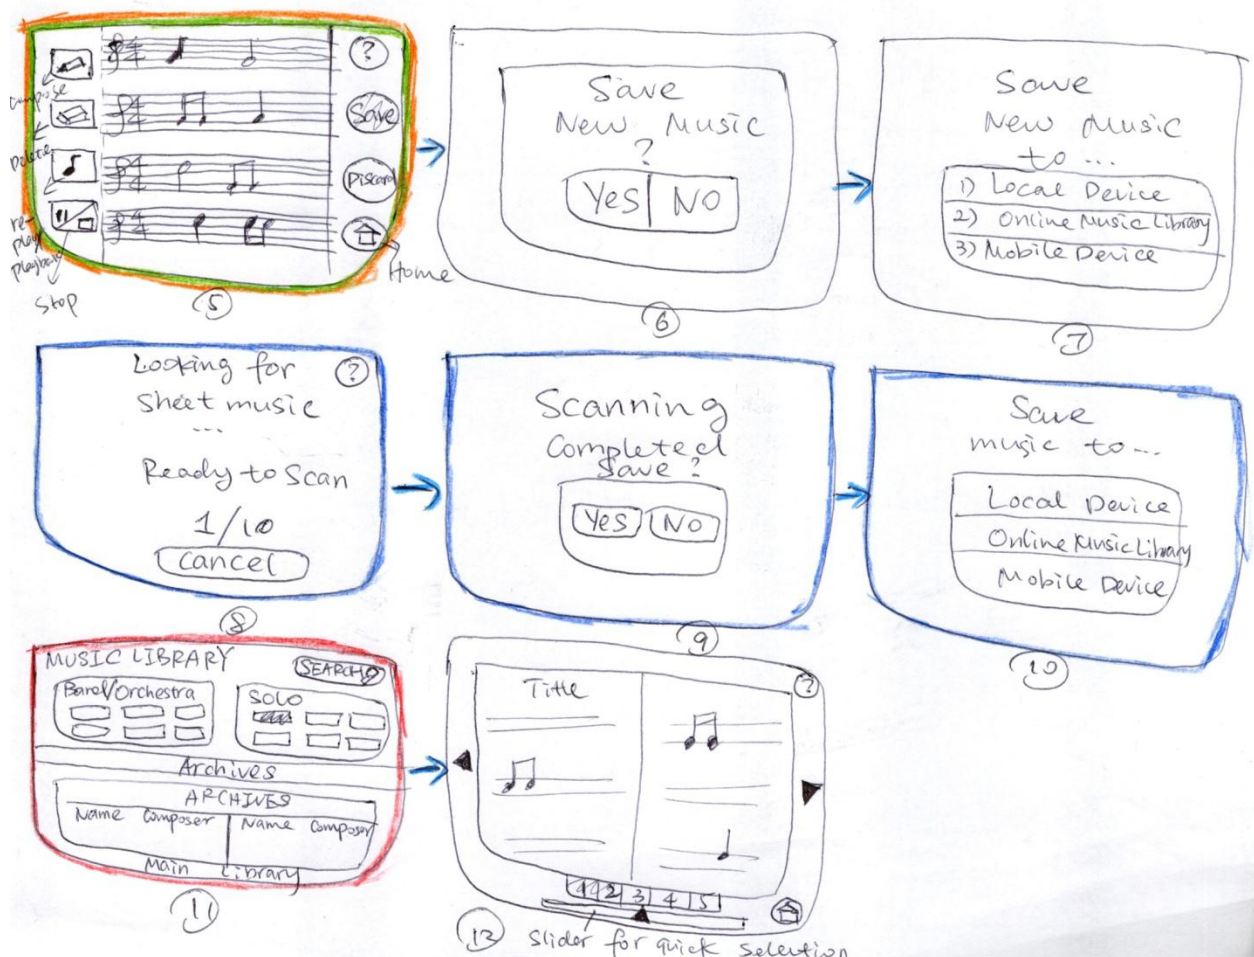 ?
compose
Save
Delete
Discard
re-
play
playback
Stop
Home
5
Save
New Music
?
Yes NO
6
Save
New Music
to...
1) Local Device
2) Online Music Library
3) Mobile Device
7
Looking for
Sheet music
...
?
Ready to Scan
1/10
Cancel
8
Scanning
Completed
Save?
Yes No
9
Save
music to...
Local Device
Online Music Library
Mobile Device
10
MUSIC LIBRARY
SEARCH
Band/Orchestra
SOLO
Archives
ARCHIVES
Name Composer Name Composer
Main Library
11
?
Title
1 2 3 4 5
12
Slider for quick selection